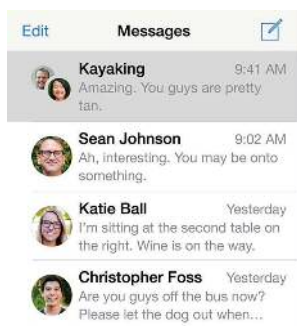 Edit Messages
Kayaking 9:41 AM
Amazing. You guys are pretty
tan.
Sean Johnson 9:02 AM
Ah, interesting. You may be onto
something.
Katie Ball Yesterday
I'm sitting at the second table on
the right. Wine is on the way.
Christopher Foss Yesterday
Are you guys off the bus now?
Please let the dog out when...